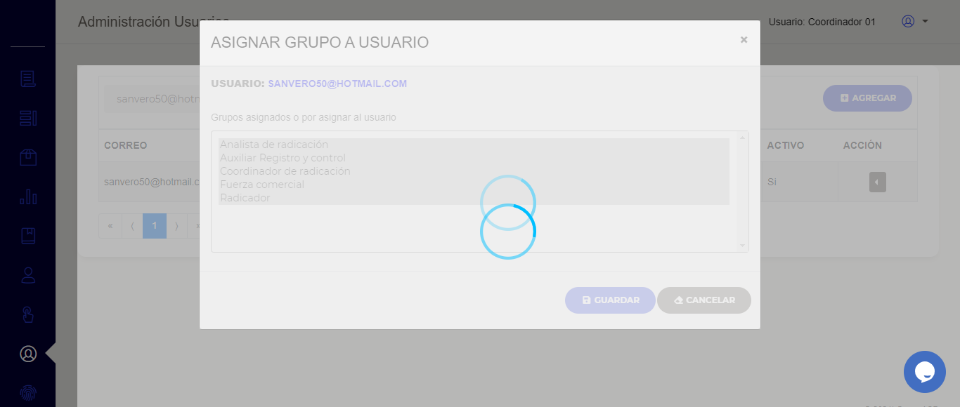 Administración Usuarios
Usuario: Coordinador 01
ASIGNAR GRUPO A USUARIO
×
USUARIO: SANVERO50@HOTMAIL.COM
sanvero50@hotm
AGREGAR
Grupos asignados o por asignar al usuario
CORREO
ACTIVO
ACCIÓN
Analista de radicación
Auxiliar Registro y control
Coordinador de radicación
Fuerza comercial
Radicador
sanvero50@hotmail.c
Si
« ⟨ 1 ⟩
GUARDAR
CANCELAR